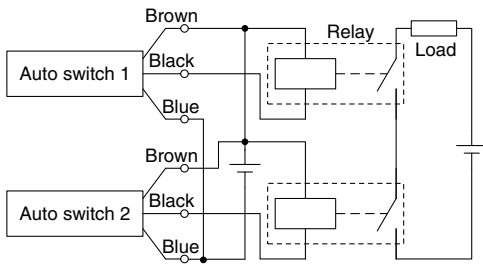 Brown
Relay
Load
Black
Auto switch 1
Blue
Brown
Black
Auto switch 2
Blue